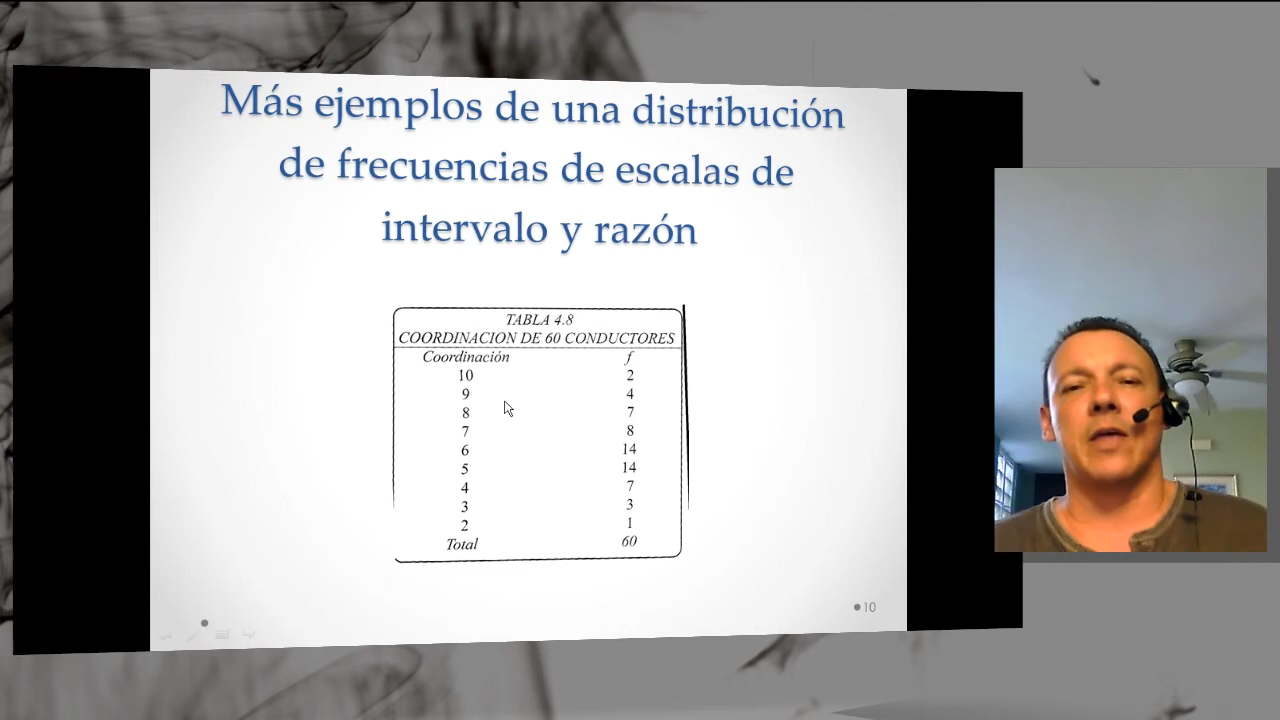 Más ejemplos de una distribución
de frecuencias de escalas de
intervalo y razón
TABLA 4.8
COORDINACION DE 60 CONDUCTORES
Coordinación f
10 2
9 4
8 7
7 8
6 14
5 14
4 7
3 3
2 1
Total 60
10